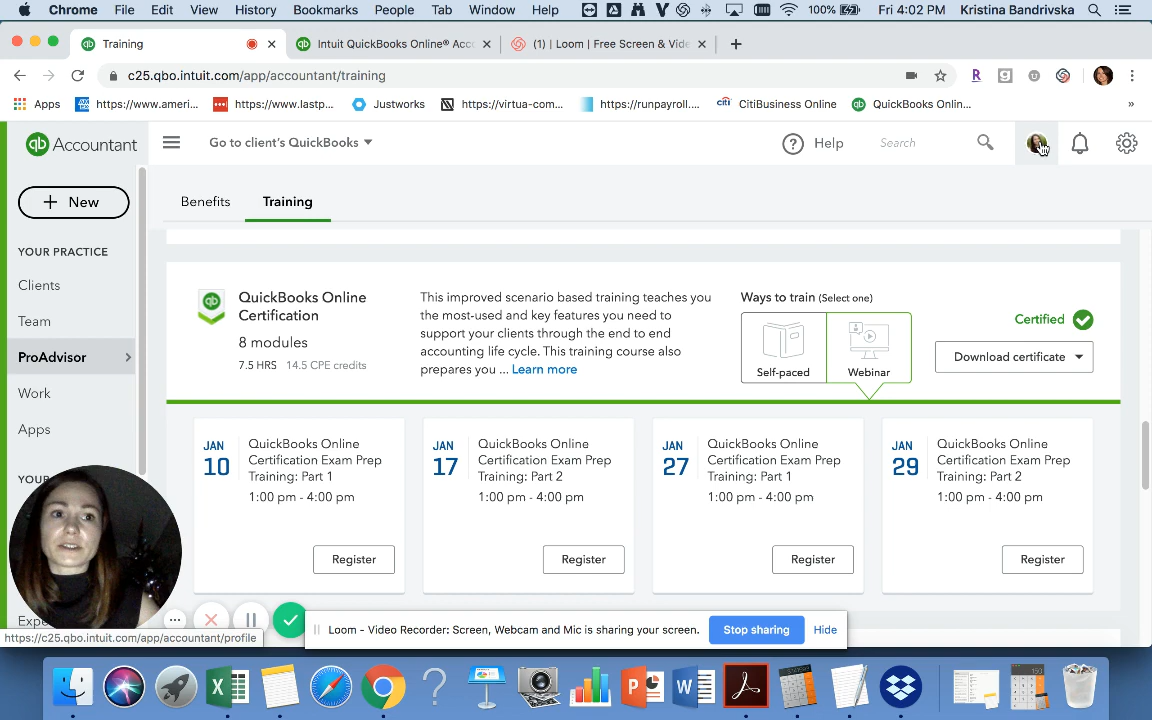 Chrome File Edit View History Bookmarks People Tab Window Help 100% Fri 4:02 PM Kristina Bandrivska
Training
Intuit QuickBooks Online® Acc
(1) | Loom | Free Screen & Vide
c25.qbo.intuit.com/app/accountant/training
Apps https://www.ameri... https://www.lastp... Justworks https://virtua-com... https://runpayroll.... CitiBusiness Online QuickBooks Onlin... »
qb Accountant
Go to client's QuickBooks
Help
Search
New
Benefits
Training
YOUR PRACTICE
Clients
Team
ProAdvisor
Work
Apps
YOU
Expe
QuickBooks Online
Certification
8 modules
7.5 HRS 14.5 CPE credits
This improved scenario based training teaches you
the most-used and key features you need to
support your clients through the end to end
accounting life cycle. This training course also
prepares you ... Learn more
Ways to train (Select one)
Self-paced
Webinar
Certified
Download certificate
JAN
10
QuickBooks Online
Certification Exam Prep
Training: Part 1
1:00 pm - 4:00 pm
Register
JAN
17
QuickBooks Online
Certification Exam Prep
Training: Part 2
1:00 pm - 4:00 pm
Register
JAN
27
QuickBooks Online
Certification Exam Prep
Training: Part 1
1:00 pm - 4:00 pm
Register
JAN
29
QuickBooks Online
Certification Exam Prep
Training: Part 2
1:00 pm - 4:00 pm
Register
https://c25.qbo.intuit.com/app/accountant/profile
Loom - Video Recorder: Screen, Webcam and Mic is sharing your screen.
Stop sharing
Hide